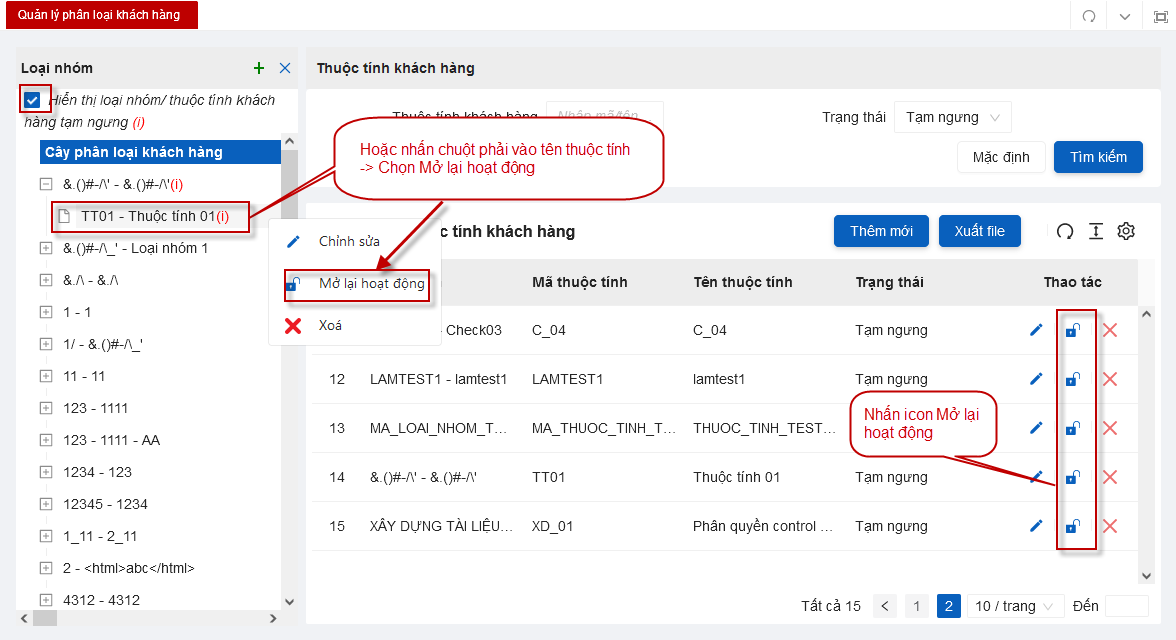 Quản lý phân loại khách hàng
Loại nhóm
Hiển thị loại nhóm/ thuộc tính khách
hàng tạm ngưng (i)
Cây phân loại khách hàng
&.()#-/\' - &.()#-/\'(i)
TT01 - Thuộc tính 01(i)
&.()#-/\_' - Loại nhóm 1
&./\ - &./\
1 - 1
1/ - &.()#-/\_'
11 - 11
123 - 1111
123 - 1111 - AA
1234 - 123
12345 - 1234
1_11 - 2_11
2 - <html>abc</html>
4312 - 4312
Thuộc tính khách hàng
Thuộc tính khách hàng
Nhập mã/tên
Trạng thái
Tạm ngưng
Mặc định
Tìm kiếm
Hoặc nhấn chuột phải vào tên thuộc tính
-> Chọn Mở lại hoạt động
Chỉnh sửa
Mở lại hoạt động
Xoá
tính khách hàng
Thêm mới
Xuất file
Mã thuộc tính
Tên thuộc tính
Trạng thái
Thao tác
Check03
C_04
C_04
Tạm ngưng
12
LAMTEST1 - lamtest1
LAMTEST1
lamtest1
Tạm ngưng
13
MA_LOAI_NHOM_T...
MA_THUOC_TINH_T...
THUOC_TINH_TEST...
Nhấn icon Mở lại
hoạt động
14
&.()#-/\' - &.()#-/\'
TT01
Thuộc tính 01
Tạm ngưng
15
XÂY DỰNG TÀI LIỆU...
XD_01
Phân quyền control ...
Tạm ngưng
Tất cả 15
<
1
2
10 / trang
Đến